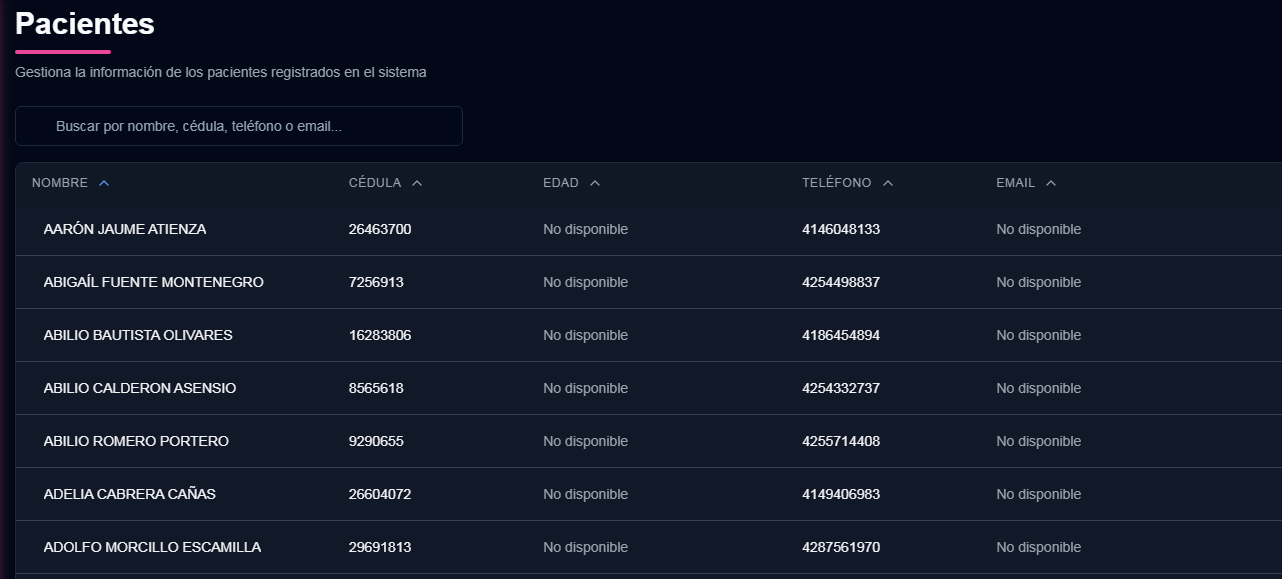 Pacientes
Gestiona la información de los pacientes registrados en el sistema
Buscar por nombre, cédula, teléfono o email...
NOMBRE CÉDULA EDAD TELÉFONO EMAIL
AARÓN JAUME ATIENZA 26463700 No disponible 4146048133 No disponible
ABIGAÍL FUENTE MONTENEGRO 7256913 No disponible 4254498837 No disponible
ABILIO BAUTISTA OLIVARES 16283806 No disponible 4186454894 No disponible
ABILIO CALDERON ASENSIO 8565618 No disponible 4254332737 No disponible
ABILIO ROMERO PORTERO 9290655 No disponible 4255714408 No disponible
ADELIA CABRERA CAÑAS 26604072 No disponible 4149406983 No disponible
ADOLFO MORCILLO ESCAMILLA 29691813 No disponible 4287561970 No disponible